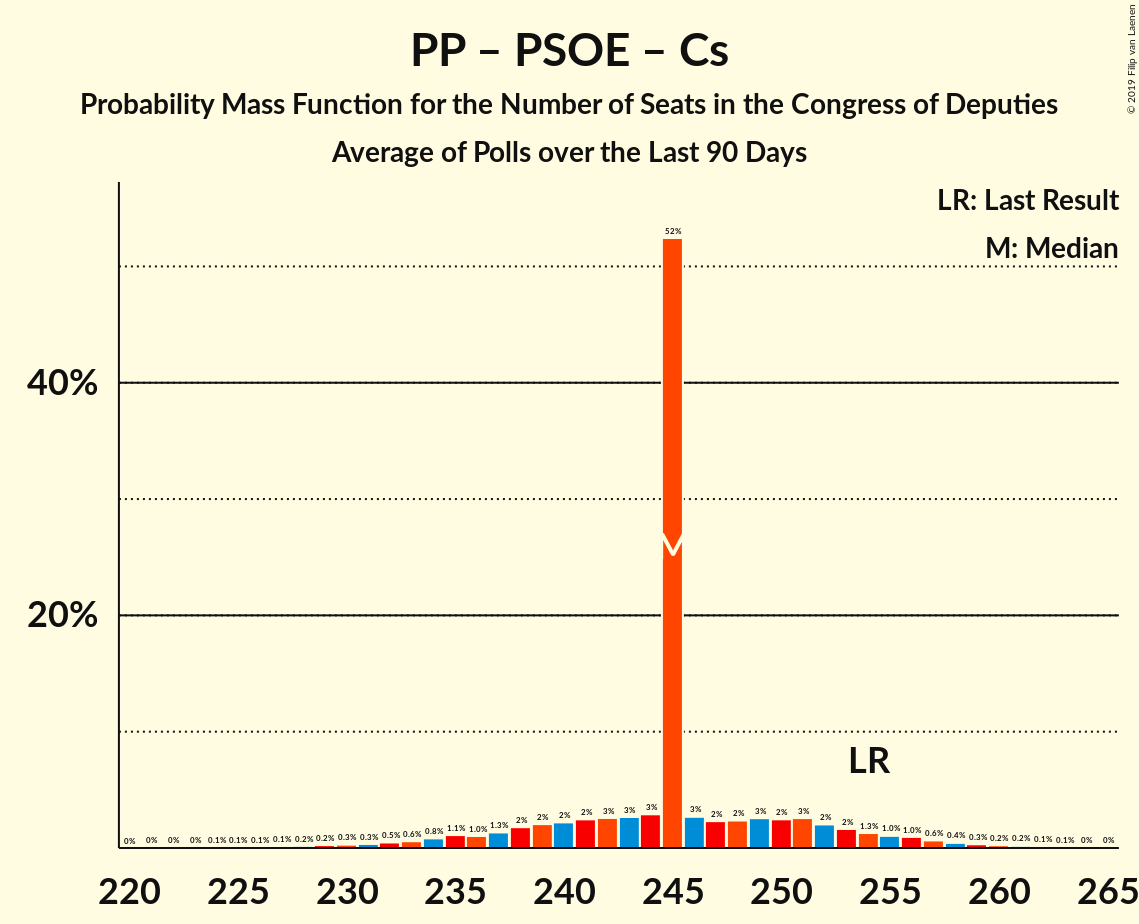 PP – PSOE – Cs
Probability Mass Function for the Number of Seats in the Congress of Deputies
Average of Polls over the Last 90 Days
© 2019 Filip van Laenen
LR: Last Result
M: Median
52%
40%
20%
LR
0% 0% 0% 0% 0.1% 0.1% 0.1% 0.1% 0.2% 0.2% 0.3% 0.3% 0.5% 0.6% 0.8% 1.1% 1.0% 1.3% 2% 2% 2% 2% 3% 3% 3% 3% 2% 2% 3% 2% 3% 2% 2% 1.3% 1.0% 1.0% 0.6% 0.4% 0.3% 0.2% 0.2% 0.1% 0.1% 0% 0%
220 225 230 235 240 245 250 255 260 265